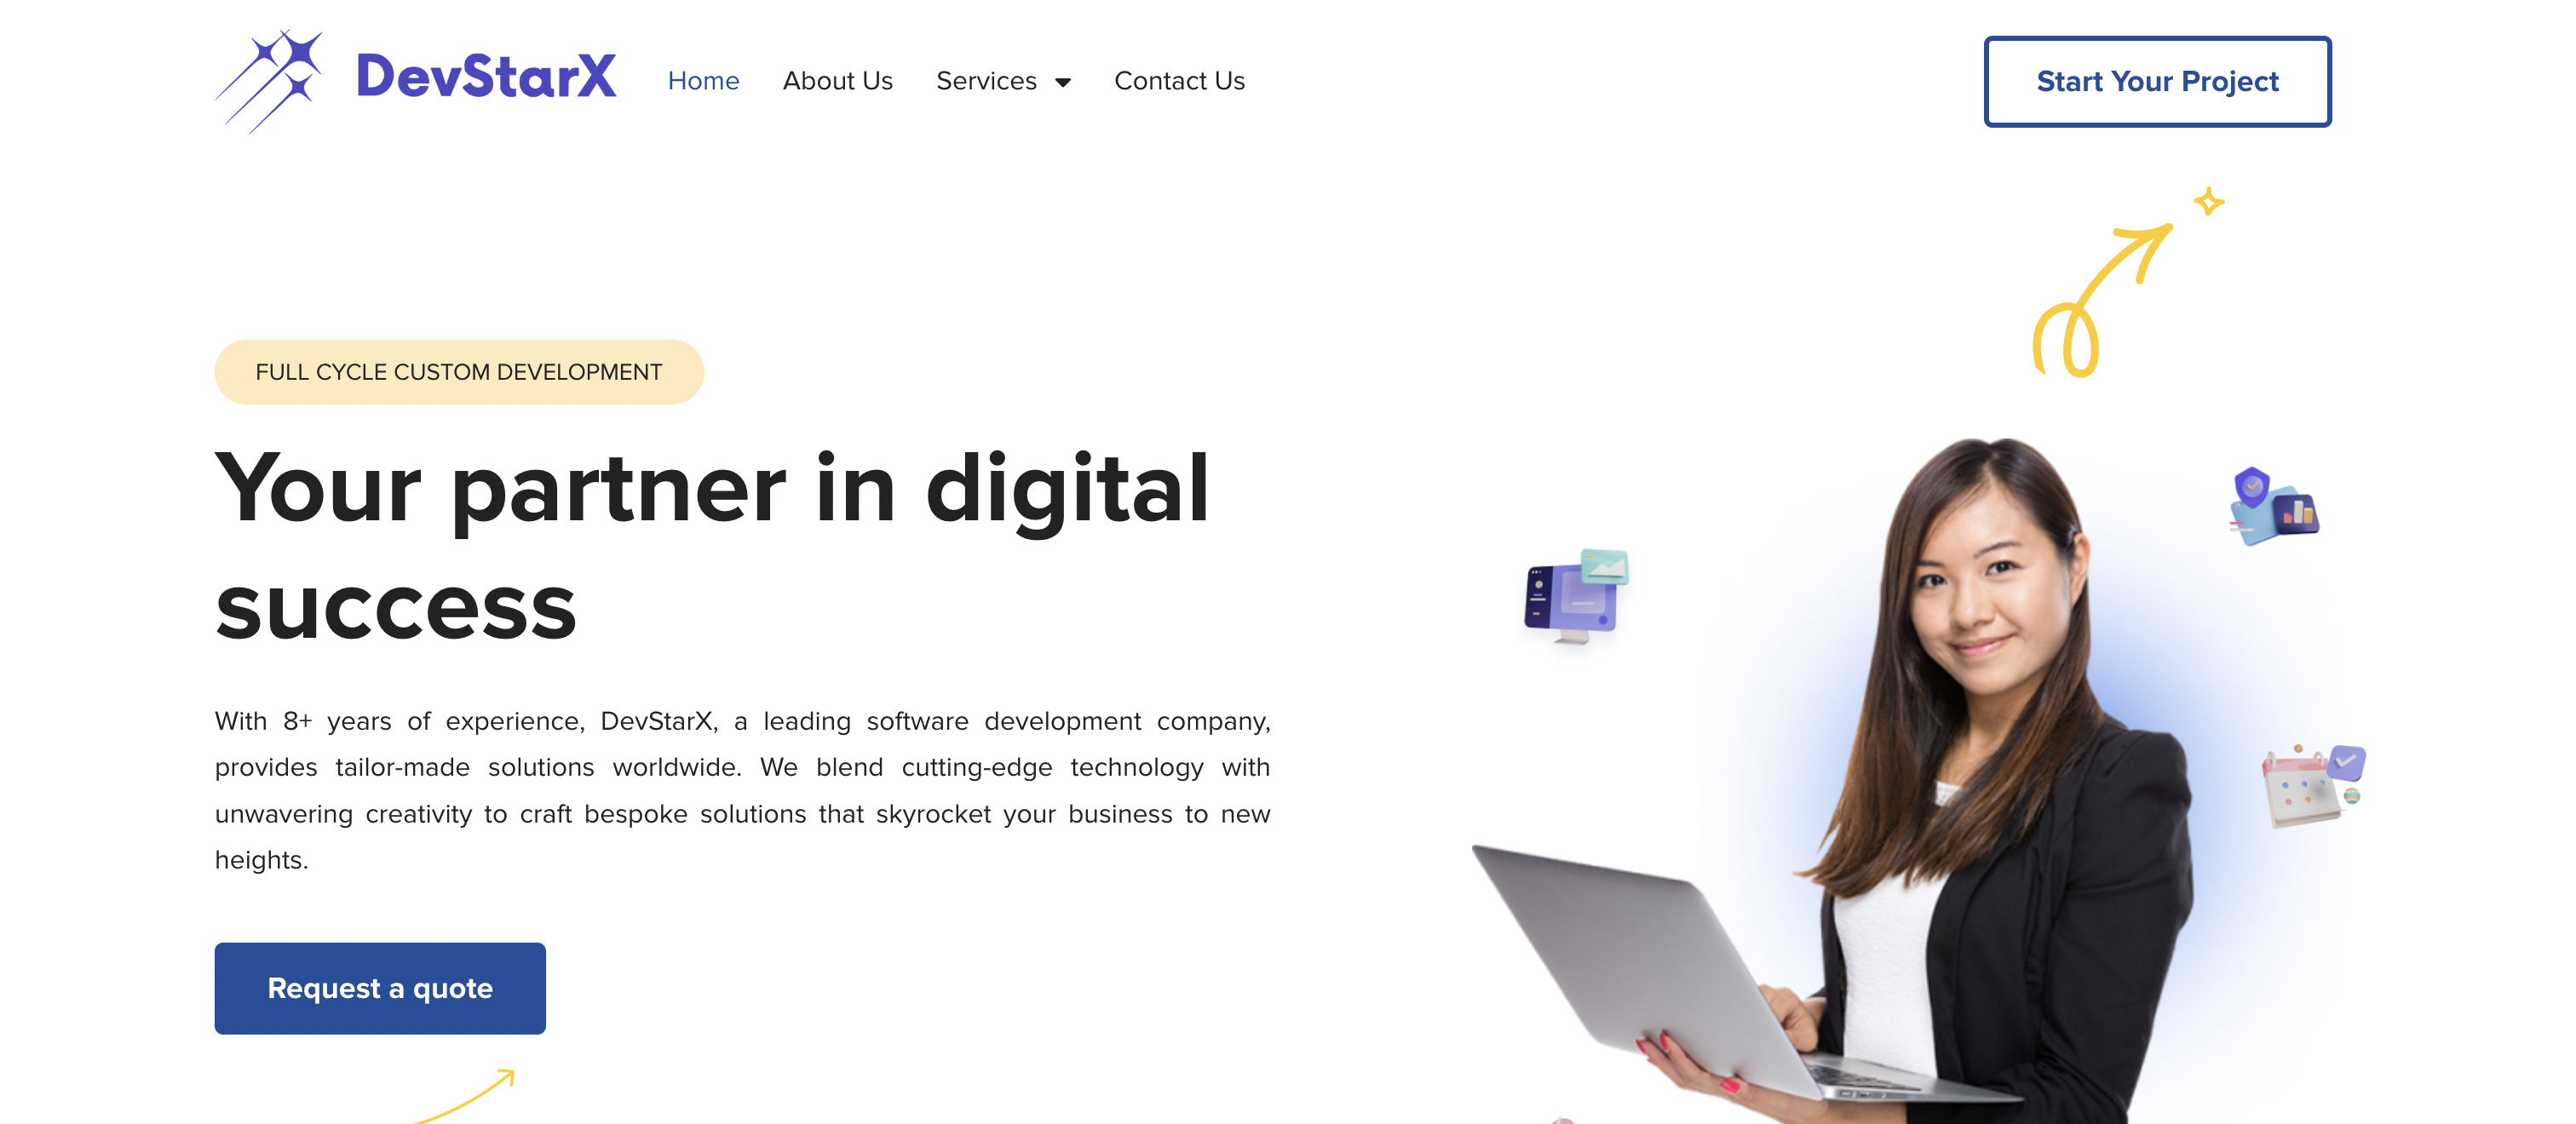 DevStarX
Home
About Us
Services
Contact Us
Start Your Project
FULL CYCLE CUSTOM DEVELOPMENT
Your partner in digital
success
With 8+ years of experience, DevStarX, a leading software development company,
provides tailor-made solutions worldwide. We blend cutting-edge technology with
unwavering creativity to craft bespoke solutions that skyrocket your business to new
heights.
Request a quote